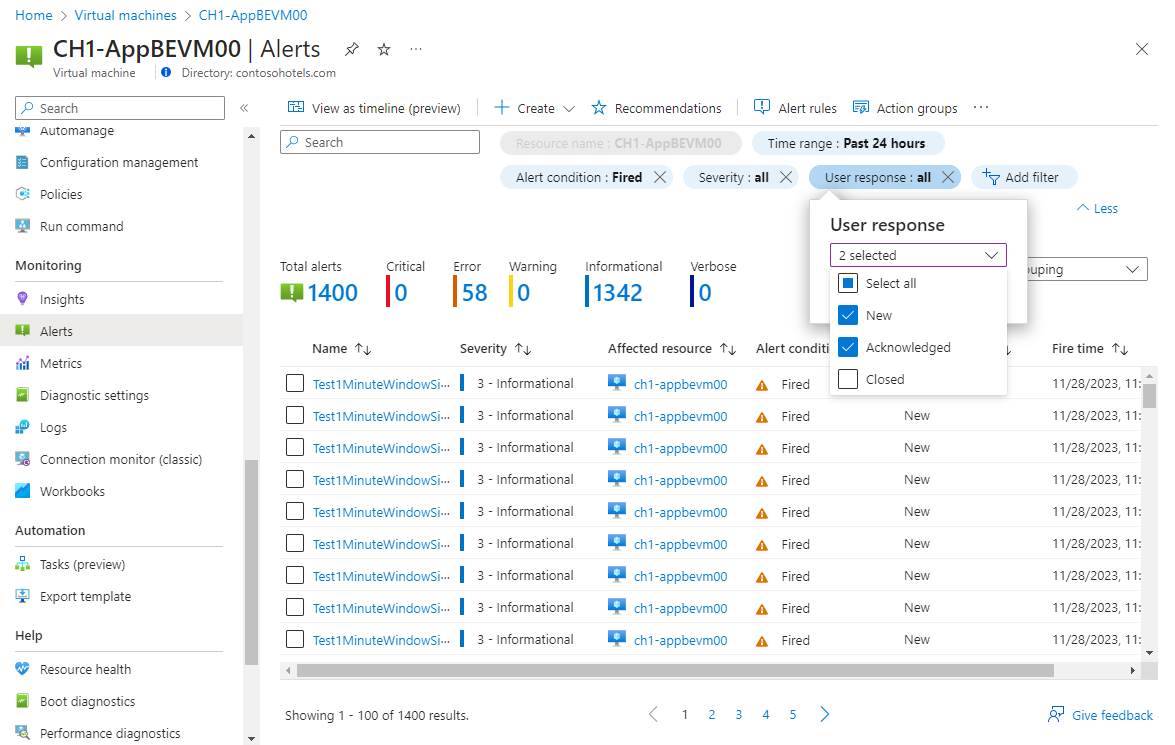 Home > Virtual machines > CH1-AppBEVM00
CH1-AppBEVM00 | Alerts
Virtual machine
Directory: contosohotels.com
Search
Automanage
Configuration management
Policies
Run command
Monitoring
Insights
Alerts
Metrics
Diagnostic settings
Logs
Connection monitor (classic)
Workbooks
Automation
Tasks (preview)
Export template
Help
Resource health
Boot diagnostics
Performance diagnostics
View as timeline (preview) Create Recommendations Alert rules Action groups
Search
Resource name : CH1-AppBEVM00
Time range : Past 24 hours
Alert condition : Fired
Severity : all
User response : all
Add filter
Less
User response
2 selected
Select all
New
Acknowledged
Closed
ouping
Total alerts Critical Error Warning Informational Verbose
1400 0 58 0 1342 0
Name Severity Affected resource Alert conditi Fire time
Test1MinuteWindowSi... 3 - Informational ch1-appbevm00 Fired 11/28/2023, 11:
Test1MinuteWindowSi... 3 - Informational ch1-appbevm00 Fired New 11/28/2023, 11:
Test1MinuteWindowSi... 3 - Informational ch1-appbevm00 Fired New 11/28/2023, 11:
Test1MinuteWindowSi... 3 - Informational ch1-appbevm00 Fired New 11/28/2023, 11:
Test1MinuteWindowSi... 3 - Informational ch1-appbevm00 Fired New 11/28/2023, 11:
Test1MinuteWindowSi... 3 - Informational ch1-appbevm00 Fired New 11/28/2023, 11:
Test1MinuteWindowSi... 3 - Informational ch1-appbevm00 Fired New 11/28/2023, 11:
Test1MinuteWindowSi... 3 - Informational ch1-appbevm00 Fired New 11/28/2023, 11:
Test1MinuteWindowSi... 3 - Informational ch1-appbevm00 Fired New 11/28/2023, 11:
Showing 1 - 100 of 1400 results.
1 2 3 4 5
Give feedback